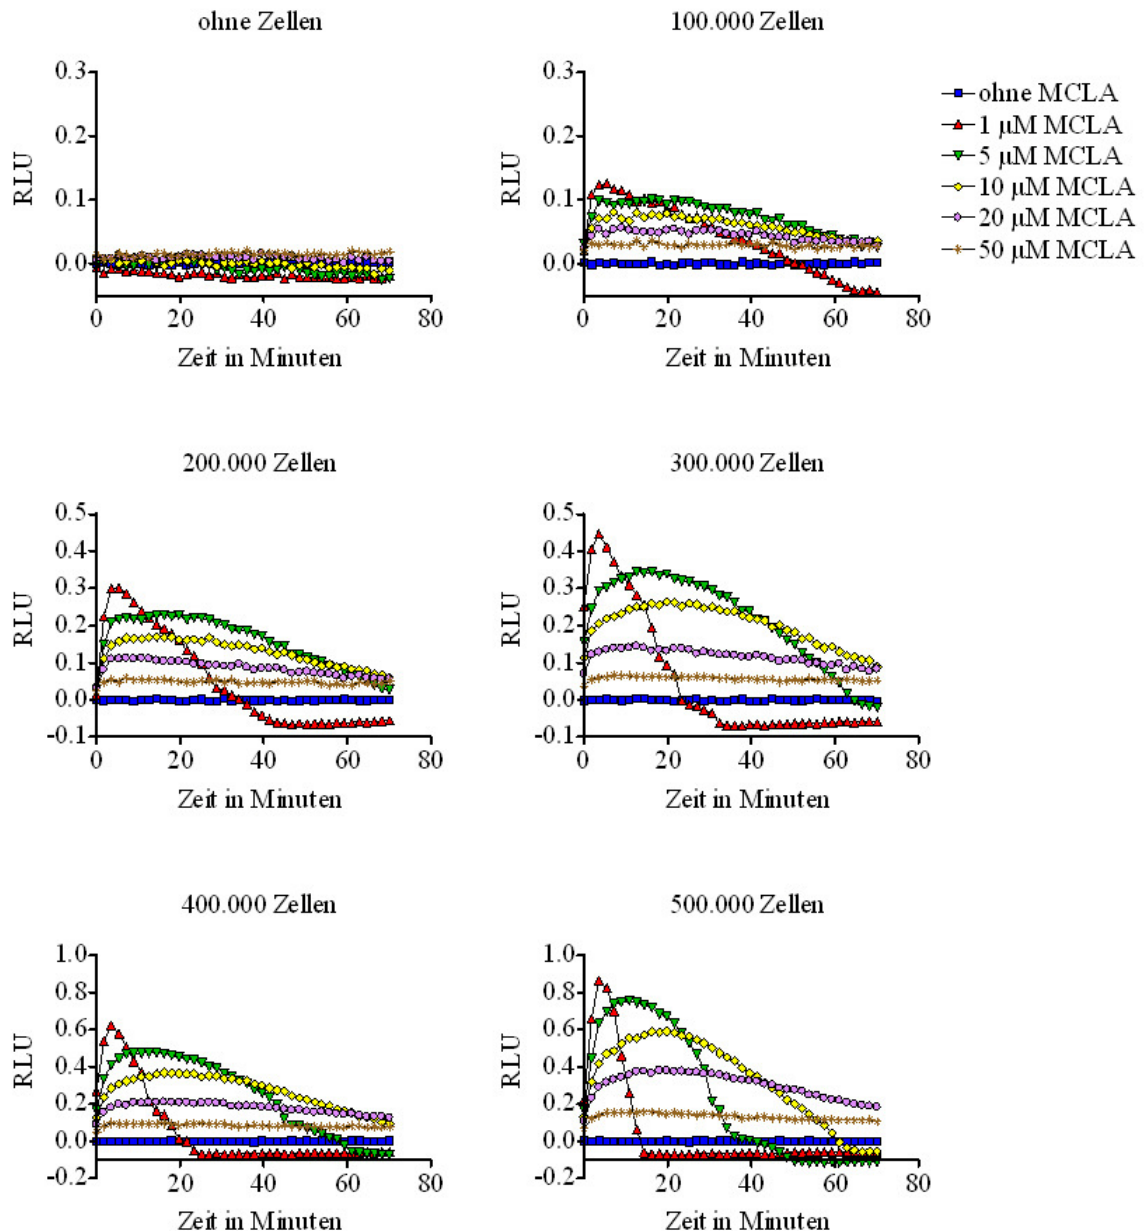 ohne Zellen
0.3
0.2
0.1
0.0
RLU
0 20 40 60 80
Zeit in Minuten
100.000 Zellen
0.3
0.2
0.1
0.0
RLU
0 20 40 60 80
Zeit in Minuten
ohne MCLA
1 µM MCLA
5 µM MCLA
10 µM MCLA
20 µM MCLA
50 µM MCLA
200.000 Zellen
0.5
0.4
0.3
0.2
0.1
0.0
-0.1
RLU
0 20 40 60 80
Zeit in Minuten
300.000 Zellen
0.5
0.4
0.3
0.2
0.1
0.0
-0.1
RLU
0 20 40 60 80
Zeit in Minuten
400.000 Zellen
1.0
0.8
0.6
0.4
0.2
0.0
-0.2
RLU
20 40 60 80
Zeit in Minuten
500.000 Zellen
1.0
0.8
0.6
0.4
0.2
0.0
-0.2
RLU
20 40 60 80
Zeit in Minuten